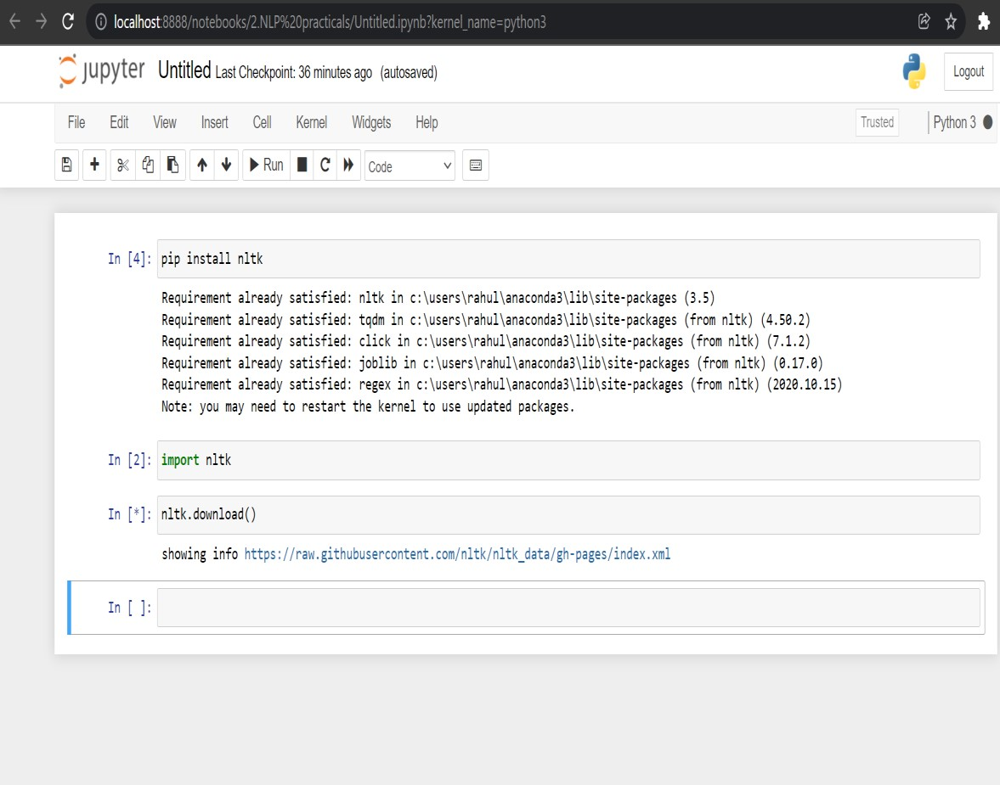 localhost:8888/notebooks/2.NLP%20practicals/Untitled.ipynb?kernel_name=python3
jupyter Untitled Last Checkpoint: 36 minutes ago (autosaved) Logout
File Edit View Insert Cell Kernel Widgets Help Trusted Python 3
Run Code
In [4]: pip install nltk
Requirement already satisfied: nltk in c:\users\rahul\anaconda3\lib\site-packages (3.5)
Requirement already satisfied: tqdm in c:\users\rahul\anaconda3\lib\site-packages (from nltk) (4.50.2)
Requirement already satisfied: click in c:\users\rahul\anaconda3\lib\site-packages (from nltk) (7.1.2)
Requirement already satisfied: joblib in c:\users\rahul\anaconda3\lib\site-packages (from nltk) (0.17.0)
Requirement already satisfied: regex in c:\users\rahul\anaconda3\lib\site-packages (from nltk) (2020.10.15)
Note: you may need to restart the kernel to use updated packages.
In [2]: import nltk
In [*]: nltk.download()
showing info https://raw.githubusercontent.com/nltk/nltk_data/gh-pages/index.xml
In [ ]: